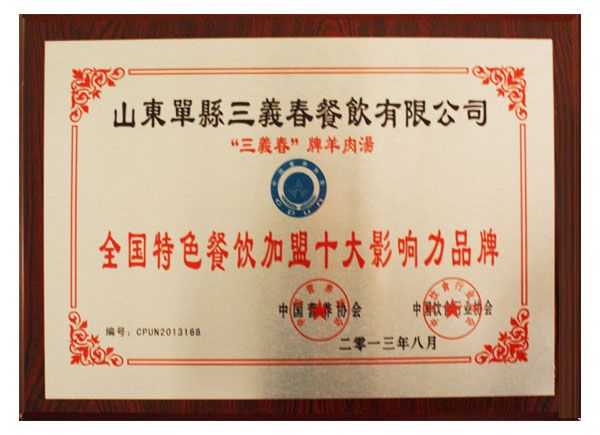 山東單縣三義春餐飲有限公司
“三義春”牌羊肉湯
CPUN
全国特色餐饮加盟十大影响力品牌
中国营养协会
中国饮食行业协会
编号:CPUN2013168
二零一三年八月